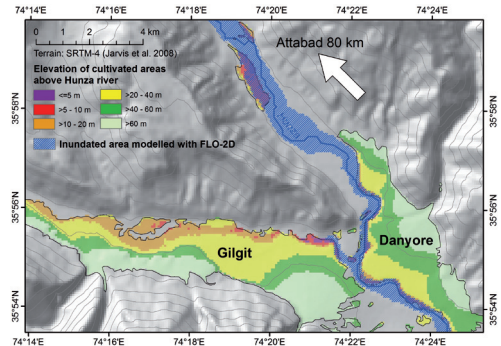 74°14'E 74°16'E 74°18'E 74°20'E 74°22'E 74°24'E
0 1 2 4 km
Terrain: SRTM-4 (Jarvis et al. 2008)
Elevation of cultivated areas
above Hunza river
<=5 m >20 - 40 m
>5 - 10 m >40 - 60 m
>10 - 20 m >60 m
Inundated area modelled with FLO-2D
Attabad 80 km
35°58'N 35°58'N
35°56'N 35°56'N
Gilgit Danyore
35°54'N 35°54'N
74°14'E 74°16'E 74°18'E 74°20'E 74°22'E 74°24'E